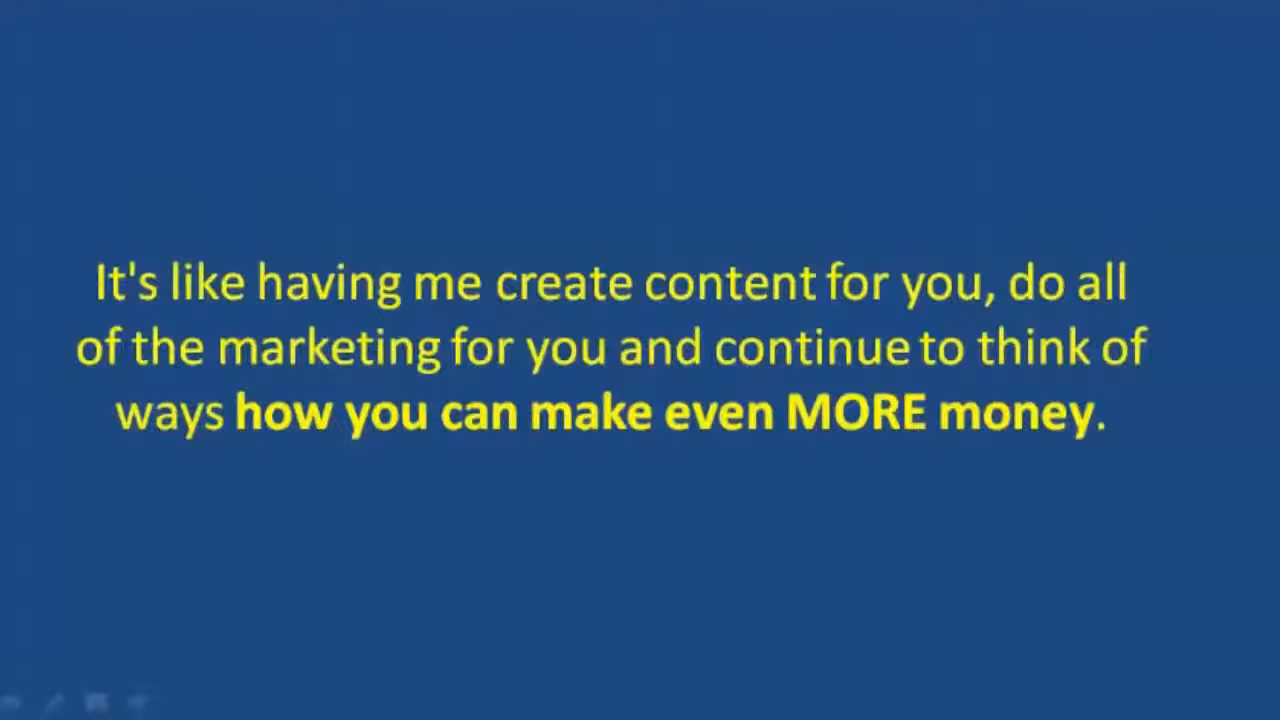 It's like having me create content for you, do all
of the marketing for you and continue to think of
ways how you can make even MORE money.